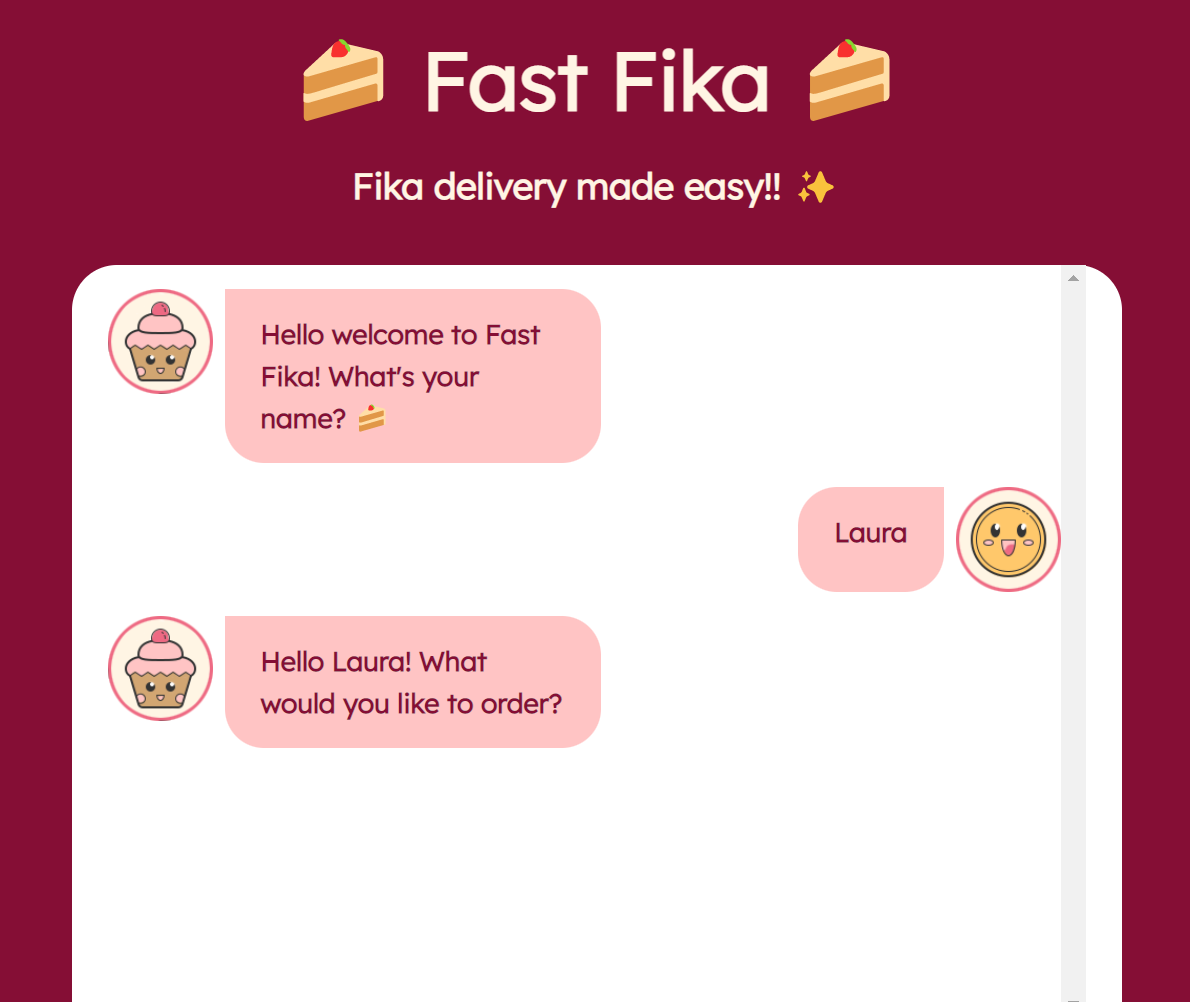 🍰 Fast Fika 🍰
Fika delivery made easy!! ✨
Hello welcome to Fast
Fika! What's your
name? 🍰
Laura
Hello Laura! What
would you like to order?